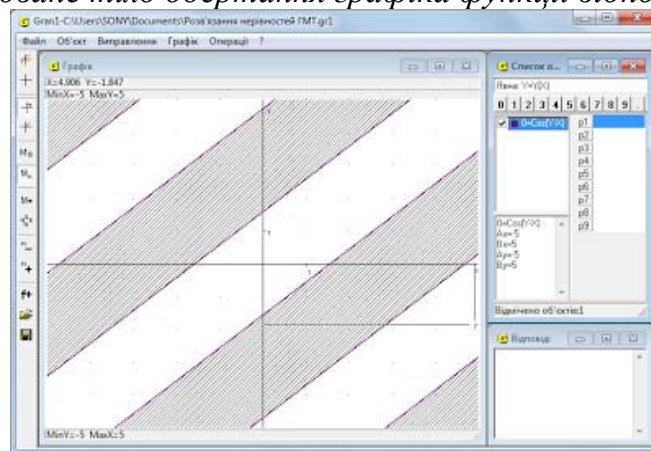 тіло обертання графіка функції
Gran1-C:\Users\SONY\Documents\Розв'язання нерівностей ГМТ.gr1
Файл Об'єкт Виправлення Графік Операції ?
Графік
X=4.906 Y=-1.847
MinX=-5 MaxY=5
MinY=-5 MaxX=5
Список о...
Явна: Y=Y(X)
0 1 2 3 4 5 6 7 8 9 .
0=Cos(Y-X)
p1
p2
p3
p4
p5
p6
p7
p8
p9
0=Cos(Y-X)
Ax=-5
Bx=5
Ay=-5
By=5
Відмічено об'єктів:1
Відповіді